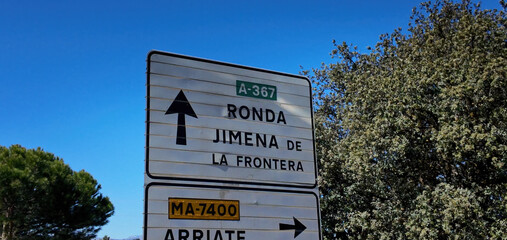 A-367
RONDA
JIMENA DE
LA FRONTERA
MA-7400
ARRIATE